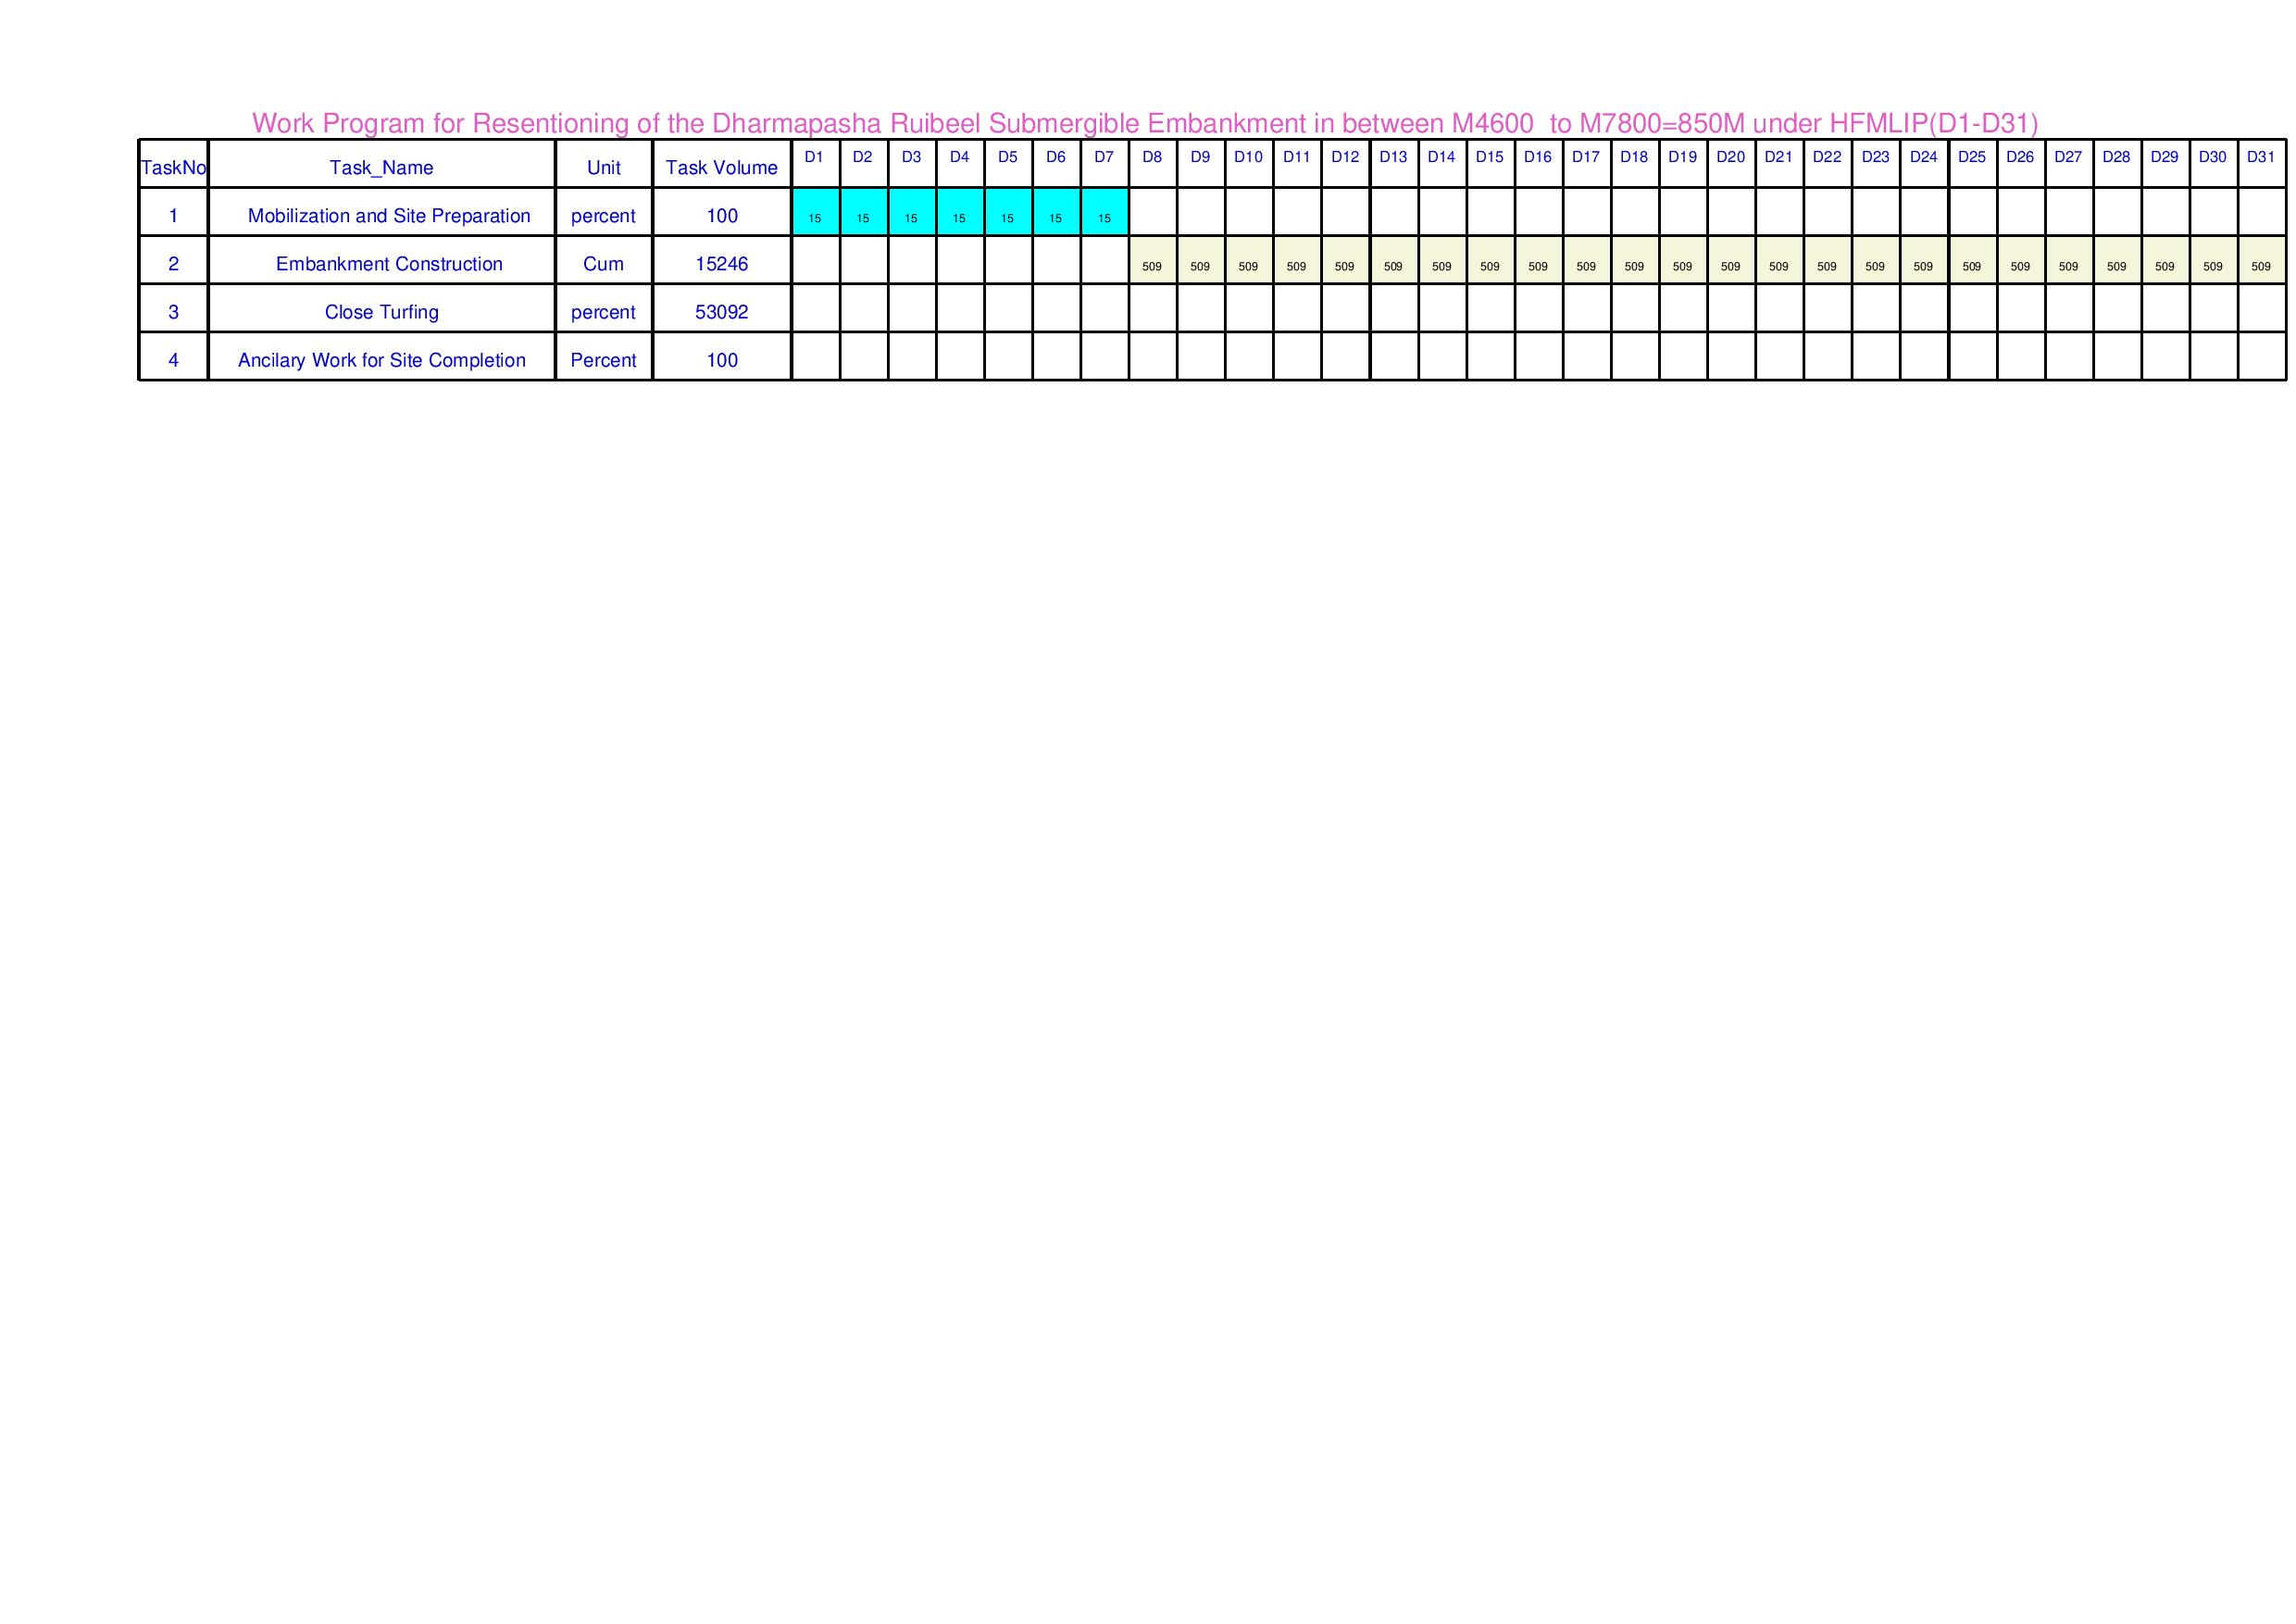 Work Program for Resentioning of the Dharmapasha Ruibeel Submergible Embankment in between M4600  to M7800=850M under HFMLIP(D1-D31)
TaskNo Task_Name Unit Task Volume D1 D2 D3 D4 D5 D6 D7 D8 D9 D10 D11 D12 D13 D14 D15 D16 D17 D18 D19 D20 D21 D22 D23 D24 D25 D26 D27 D28 D29 D30 D31
1 Mobilization and Site Preparation percent 100 15 15 15 15 15 15 15
2 Embankment Construction Cum 15246 509 509 509 509 509 509 509 509 509 509 509 509 509 509 509 509 509 509 509 509 509 509 509 509
3 Close Turfing percent 53092
4 Ancilary Work for Site Completion Percent 100